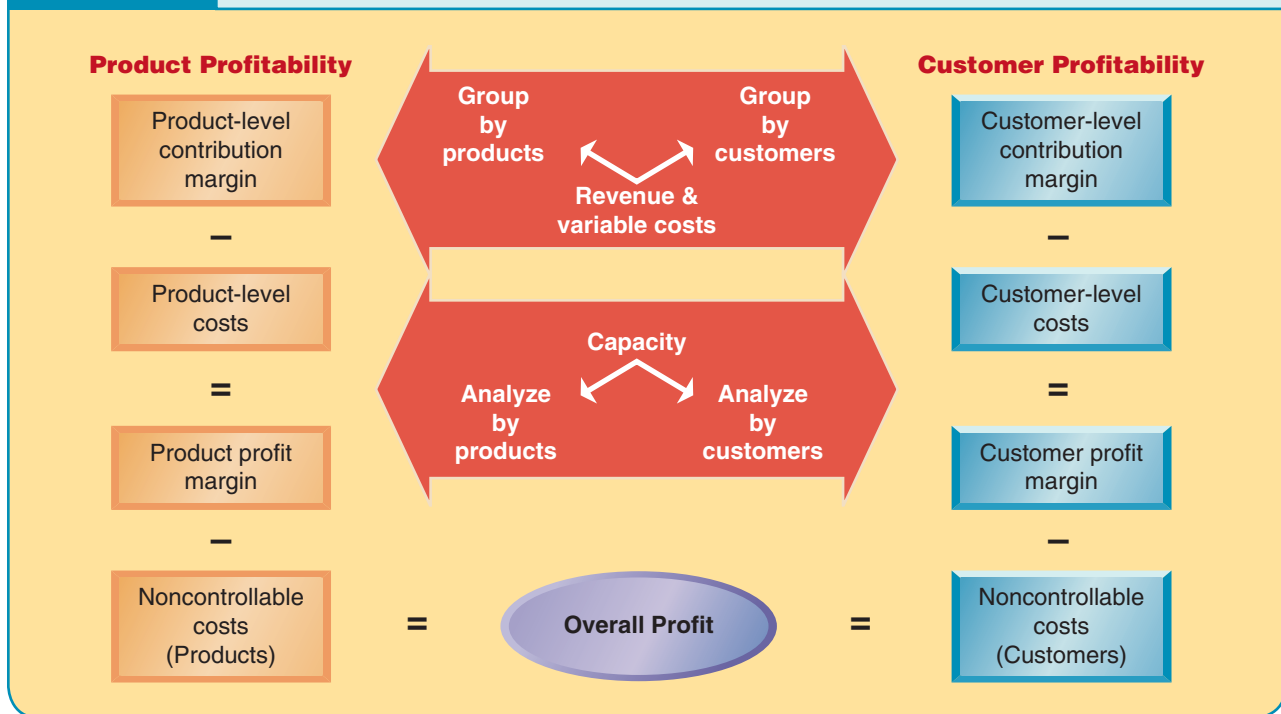 Product Profitability
Product-level
contribution
margin
–
Product-level
costs
=
Product profit
margin
–
Noncontrollable
costs
(Products)
=
Group
by
products
Group
by
customers
Revenue &
variable costs
Capacity
Analyze
by
products
Analyze
by
customers
Overall Profit
=
Customer Profitability
Customer-level
contribution
margin
–
Customer-level
costs
=
Customer profit
margin
–
Noncontrollable
costs
(Customers)